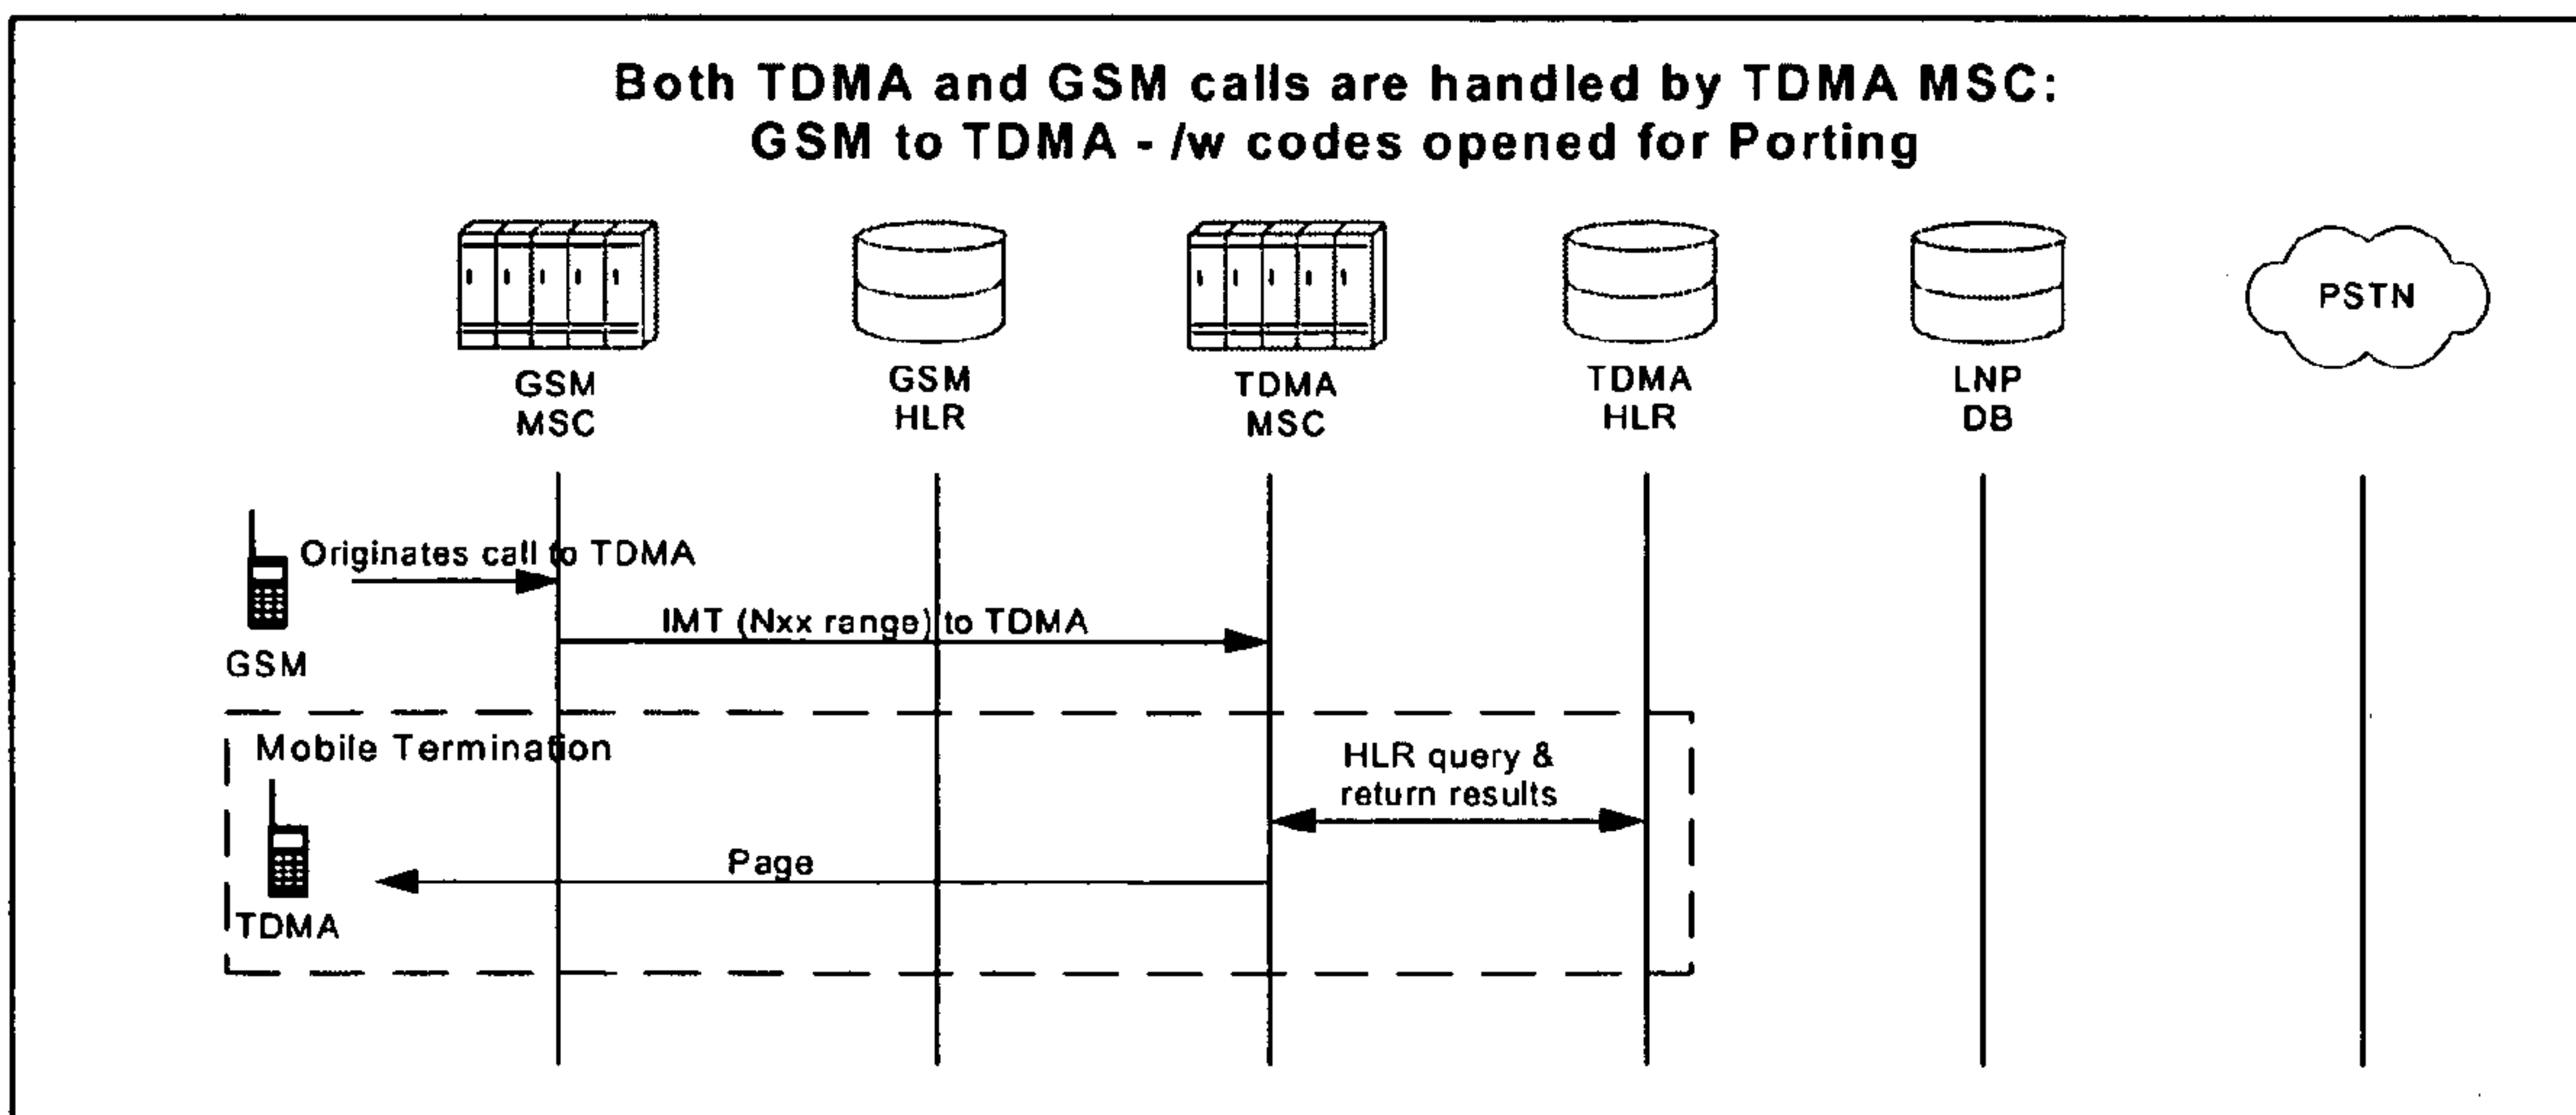 Both TDMA and GSM calls are handled by TDMA MSC:
GSM to TDMA - /w codes opened for Porting
GSM
MSC
GSM
HLR
TDMA
MSC
TDMA
HLR
LNP
DB
PSTN
Originates call to TDMA
GSM
IMT (Nxx range) to TDMA
Mobile Termination
HLR query &
return results
Page
TDMA